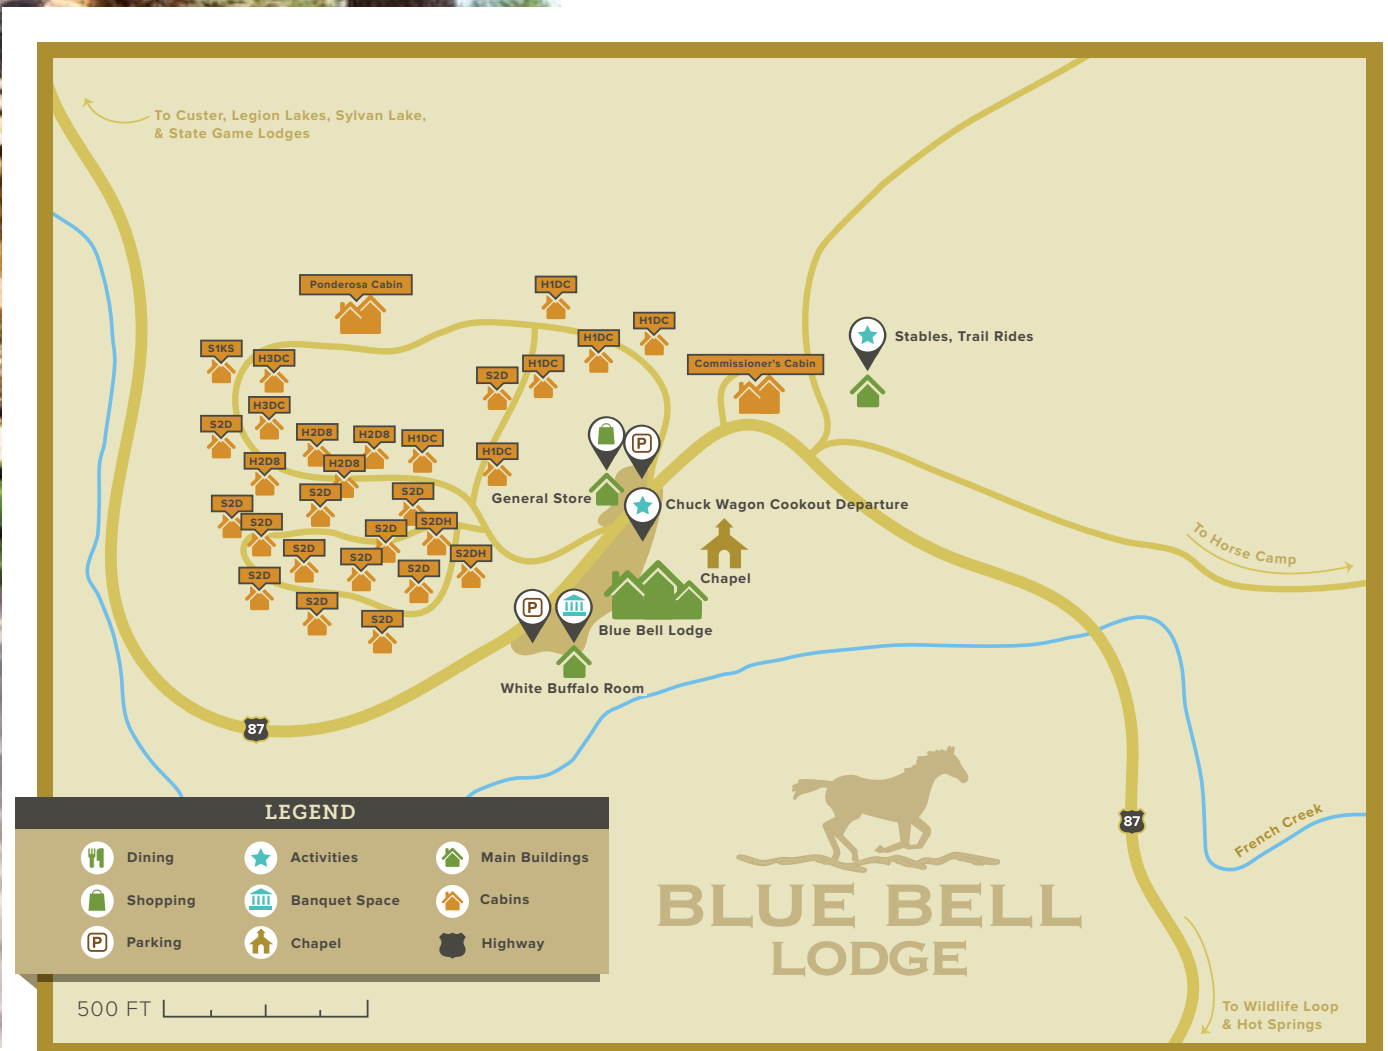 To Custer, Legion Lakes, Sylvan Lake,
& State Game Lodges
Ponderosa Cabin
H1DC
H1DC
H1DC
S1KS
H3DC
H1DC
S2D
Commissioner's Cabin
Stables, Trail Rides
H3DC
S2D
H2D8
H2D8
H1DC
H1DC
H2D8
H2D8
P
General Store
Chuck Wagon Cookout Departure
S2D
S2D
S2D
S2D
S2D
S2DH
S2D
S2D
S2DH
S2D
S2D
S2D
S2D
To Horse Camp
Chapel
P
Blue Bell Lodge
White Buffalo Room
87
87
French Creek
LEGEND
Dining
Activities
Main Buildings
Shopping
Banquet Space
Cabins
P
Parking
Chapel
Highway
BLUE BELL
LODGE
500 FT
To Wildlife Loop
& Hot Springs